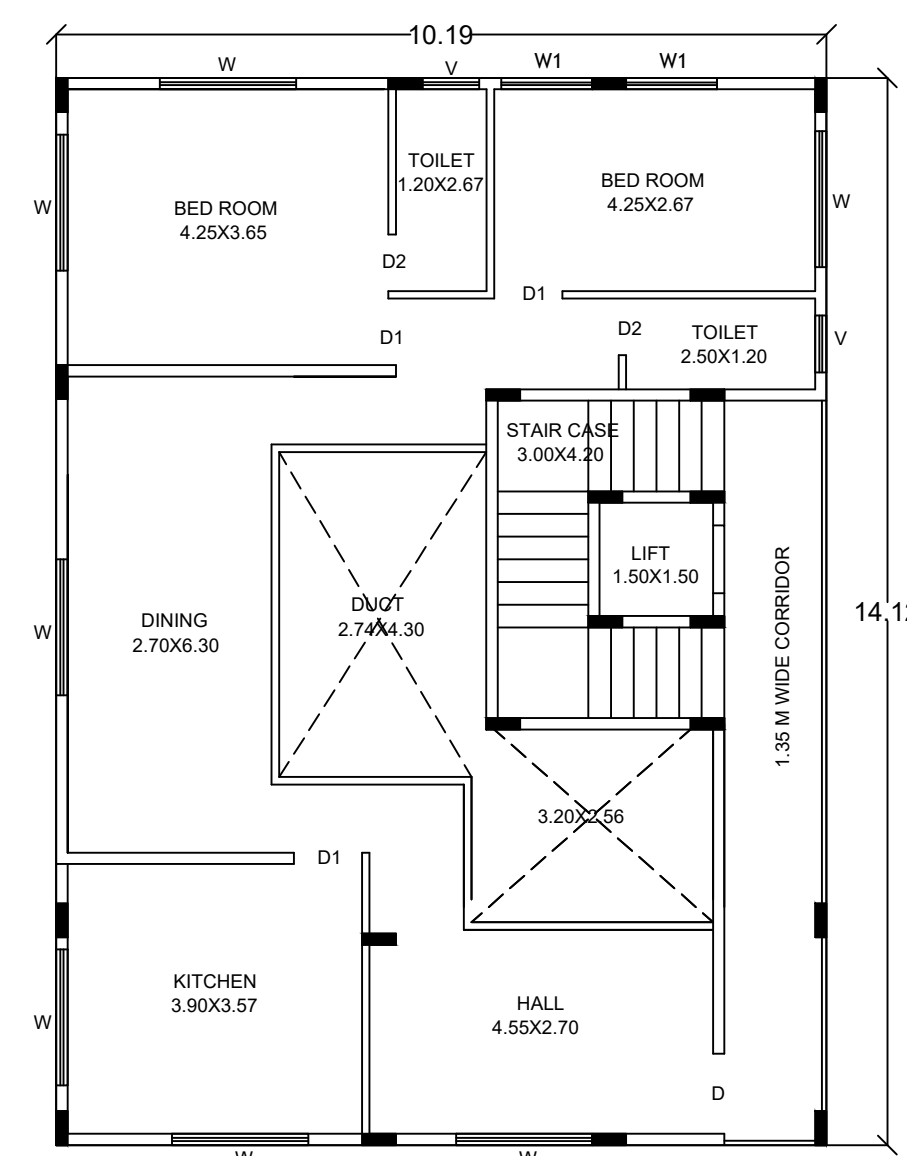 10.19
W
V
W1
W1
TOILET
1.20X2.67
BED ROOM
4.25X2.67
BED ROOM
4.25X3.65
W
W
D2
D1
D1
D2
TOILET
2.50X1.20
V
STAIR CASE
3.00X4.20
LIFT
1.50X1.50
DUCT
2.74X4.30
DINING
2.70X6.30
W
1.35 M WIDE CORRIDOR
3.20X2.56
D1
KITCHEN
3.90X3.57
HALL
4.55X2.70
W
D
W
W